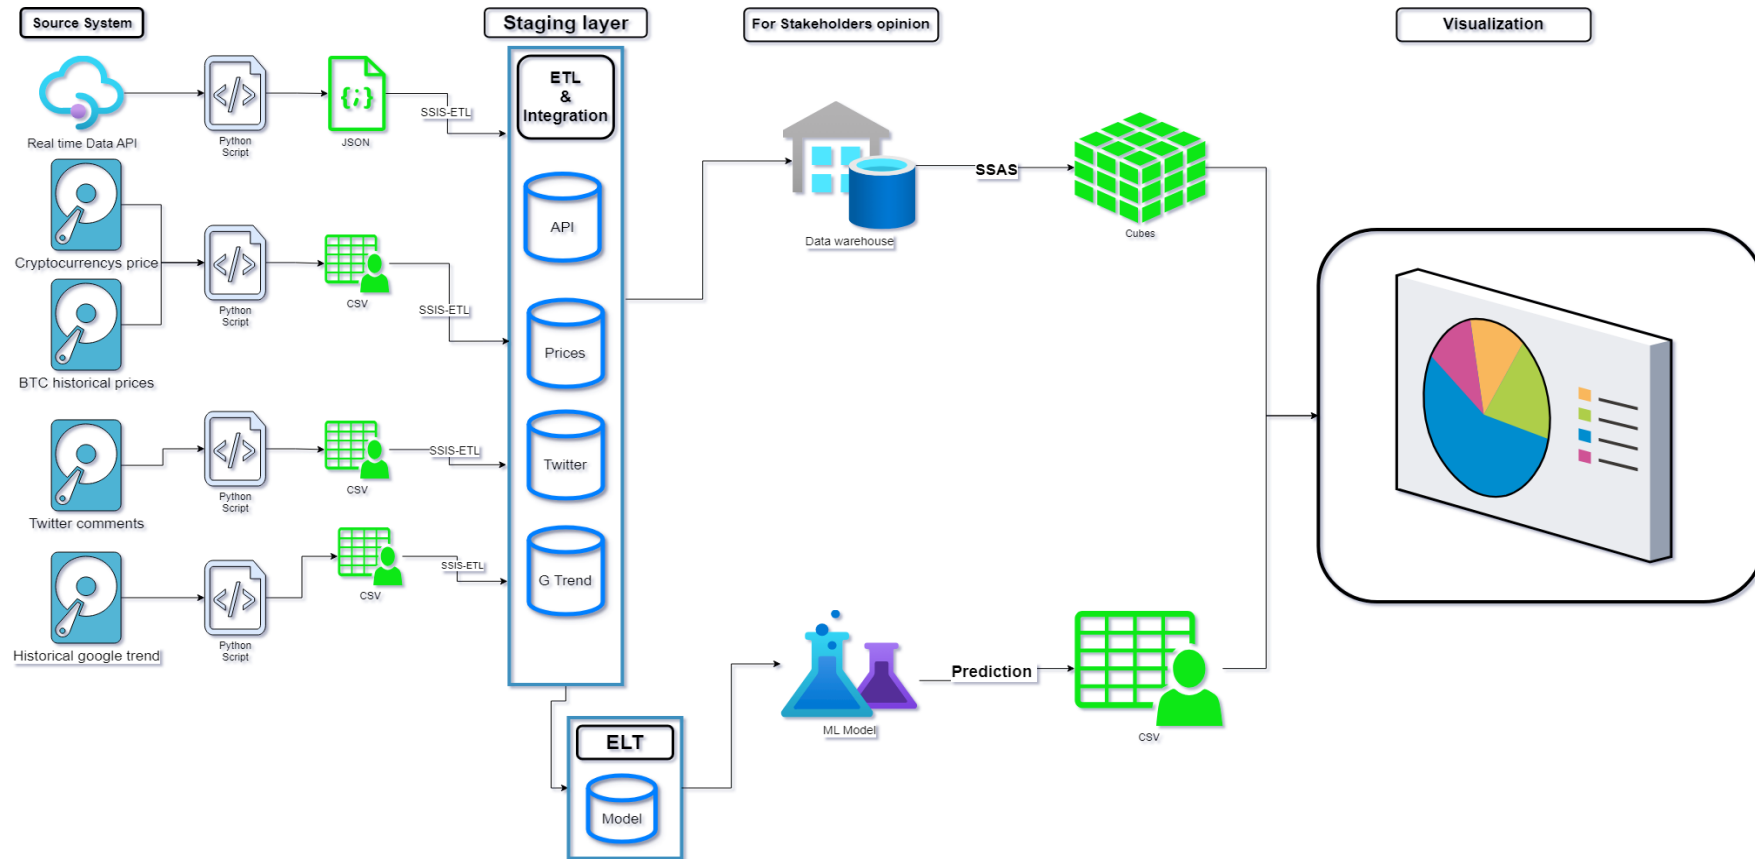 Source System
Staging layer
For Stakeholders opinion
Visualization
Real time Data API
Python
Script
JSON
SSIS-ETL
ETL
&
Integration
API
Cryptocurrencys price
BTC historical prices
Python
Script
CSV
SSIS-ETL
Prices
Twitter comments
Python
Script
CSV
SSIS-ETL
Twitter
Historical google trend
Python
Script
CSV
SSIS-ETL
G Trend
ELT
Model
Data warehouse
SSAS
Cubes
ML Model
Prediction
CSV